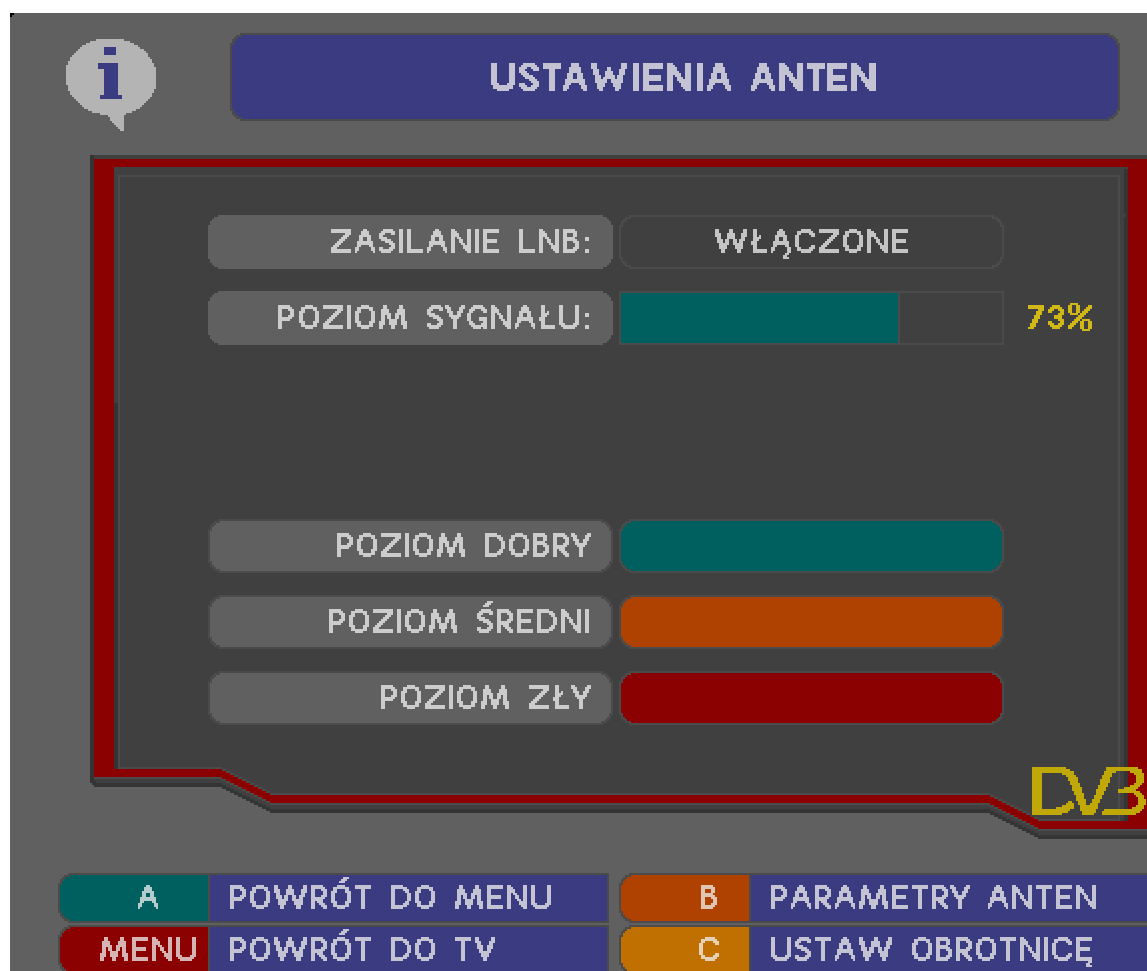 i
USTAWIENIA ANTEN
ZASILANIE LNB: WŁĄCZONE
POZIOM SYGNAŁU: 73%
POZIOM DOBRY
POZIOM ŚREDNI
POZIOM ZŁY
DVB
A POWRÓT DO MENU B PARAMETRY ANTEN
MENU POWRÓT DO TV C USTAW OBROTNICĘ